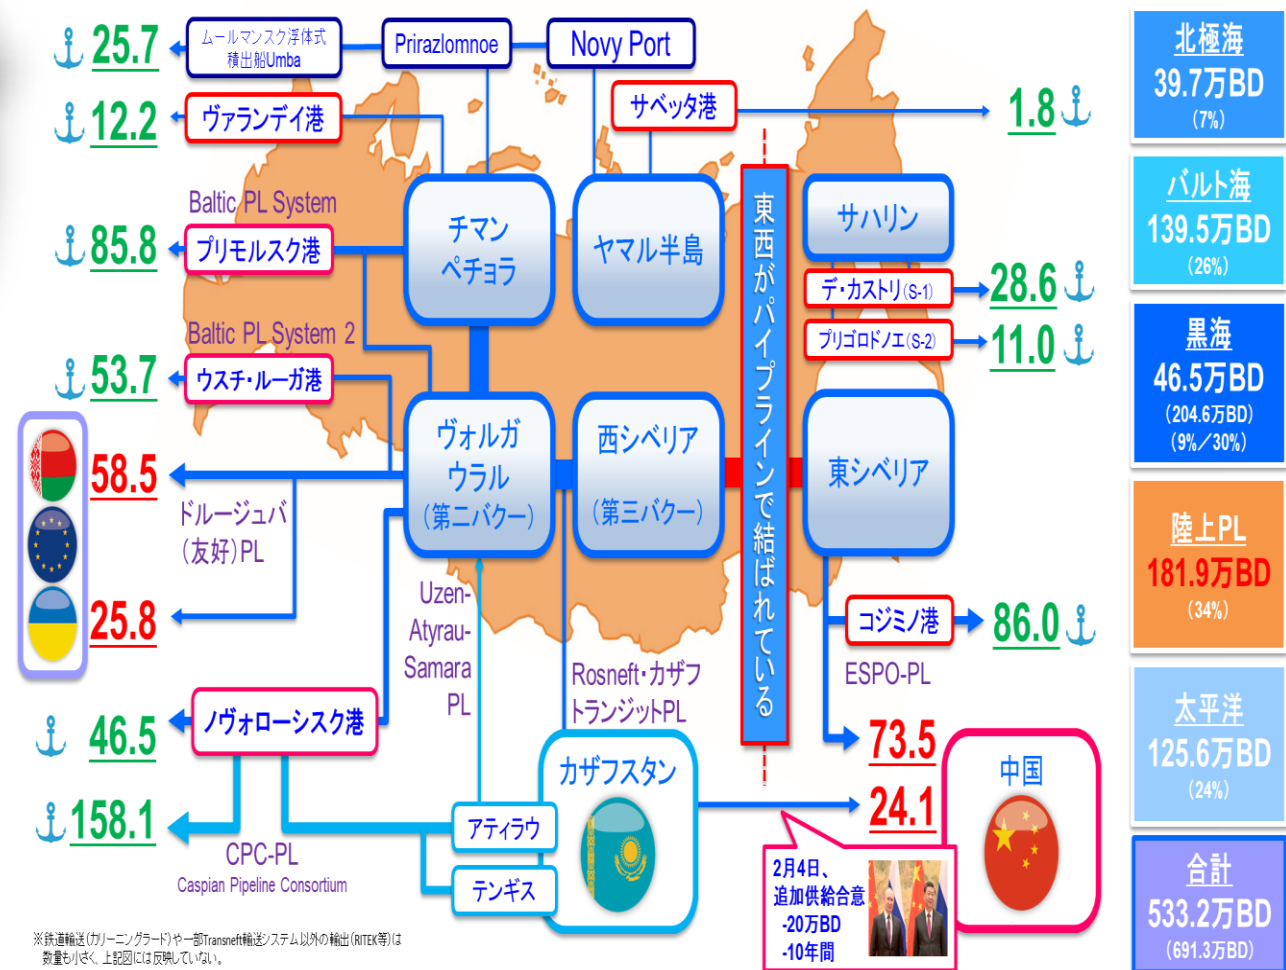 25.7
ムールマンスク浮体式
積出船Umba
Prirazlomnoe
Novy Port
12.2
ヴァランデイ港
サベッタ港
1.8
Baltic PL System
85.8
プリモルスク港
チマン
ペチョラ
ヤマル半島
サハリン
デ・カストリ(S-1)
28.6
プリゴロドノエ(S-2)
11.0
Baltic PL System 2
53.7
ウスチ・ルーガ港
東西がパイプラインで結ばれている
58.5
ドルージュバ
(友好)PL
25.8
ヴォルガ
ウラル
(第二バクー)
西シベリア
(第三バクー)
東シベリア
Uzen-
Atyrau-
Samara
PL
Rosneft・カザフ
トランジットPL
コジミノ港
86.0
ESPO-PL
46.5
ノヴォローシスク港
73.5
158.1
CPC-PL
Caspian Pipeline Consortium
カザフスタン
アティラウ
テンギス
24.1
中国
2月4日、
追加供給合意
-20万BD
-10年間
北極海
39.7万BD
(7%)
バルト海
139.5万BD
(26%)
黒海
46.5万BD
(204.6万BD)
(9%/30%)
陸上PL
181.9万BD
(34%)
太平洋
125.6万BD
(24%)
合計
533.2万BD
(691.3万BD)
※鉄道輸送(カリーニングラード)や一部Transneft輸送システム以外の輸出(RITEK等)は
数量も小さく、上記図には反映していない。